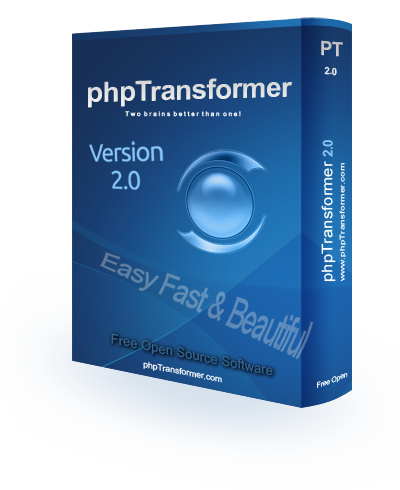 phpTransformer
Two brains better than one!
Version
2.0
Easy Fast & Beautiful
Free Open Source Software
phpTransformer.com
PT
2.0
phpTransformer 2.0
www.phpTransformer.com
Free Open